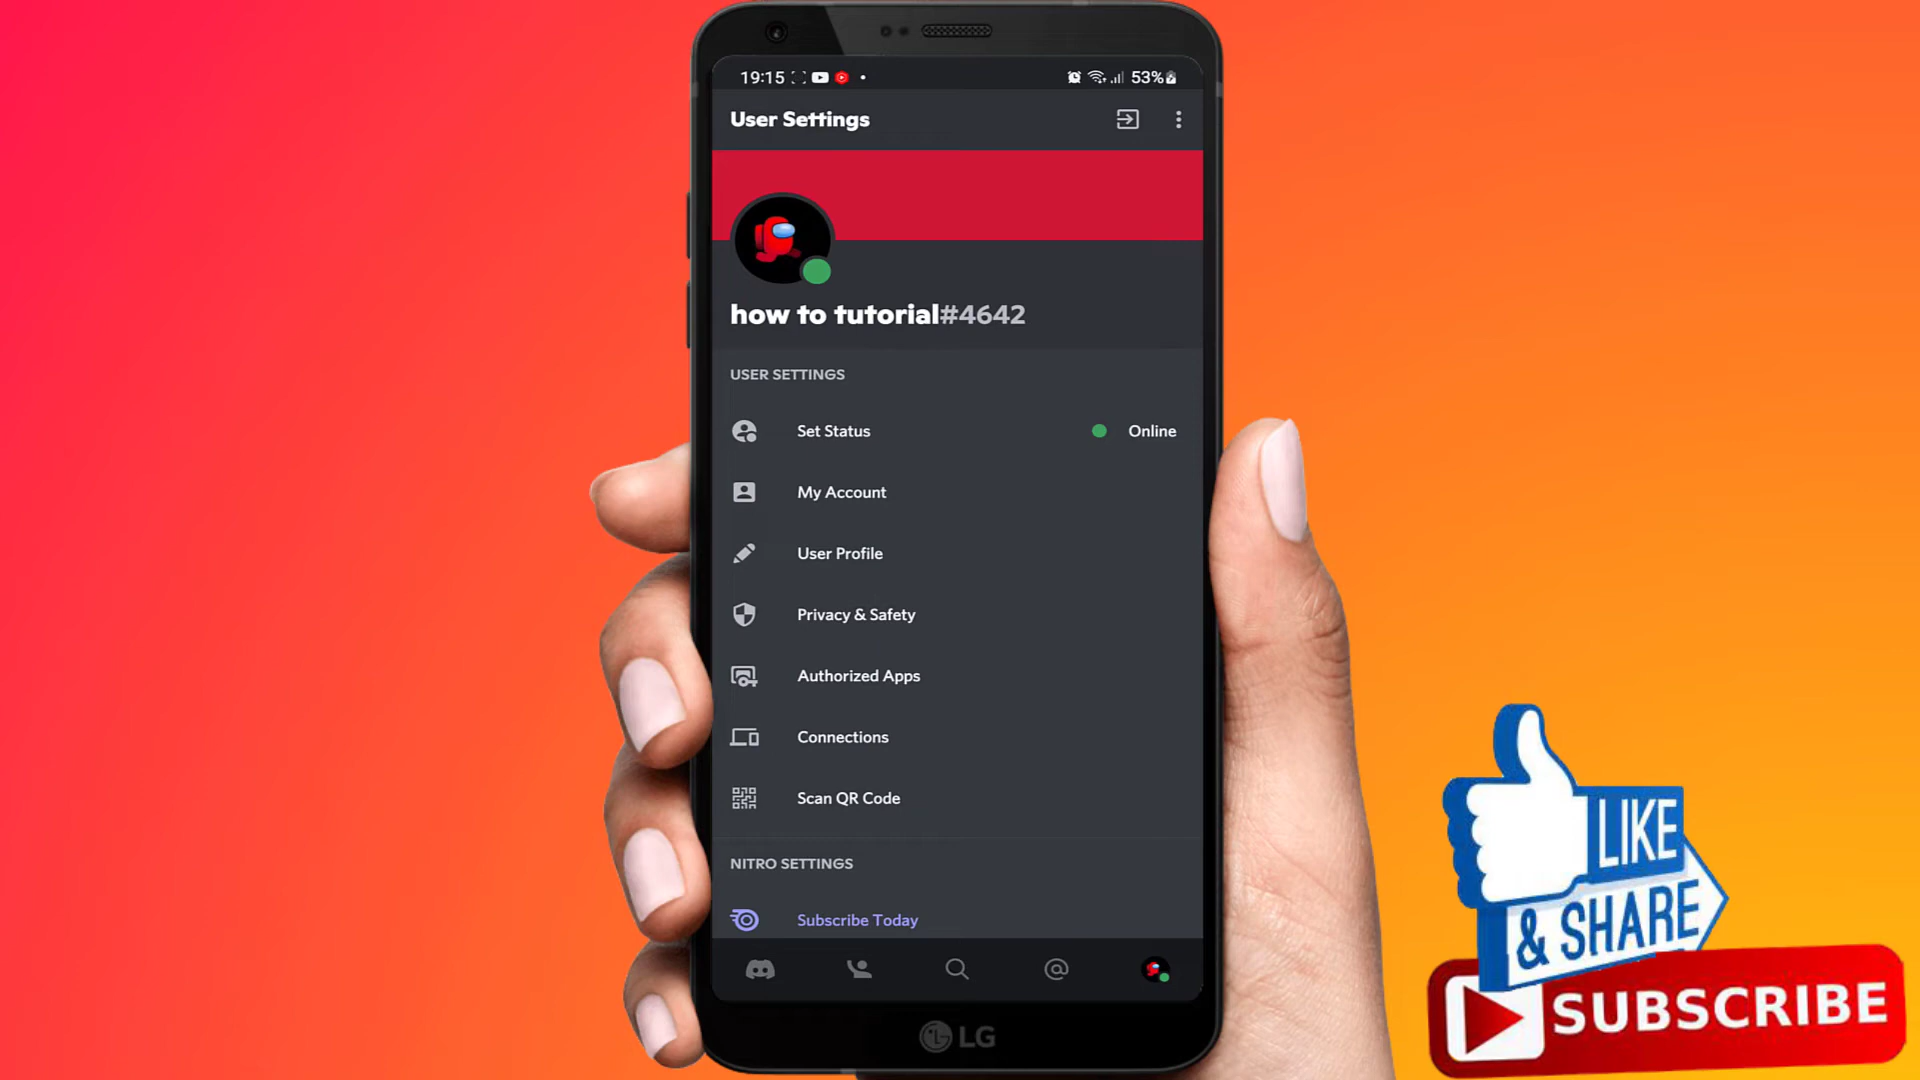 19:15
53%
User Settings
how to tutorial#4642
USER SETTINGS
Set Status
Online
My Account
User Profile
Privacy & Safety
Authorized Apps
Connections
Scan QR Code
NITRO SETTINGS
Subscribe Today
LG
LIKE
& SHARE
SUBSCRIBE